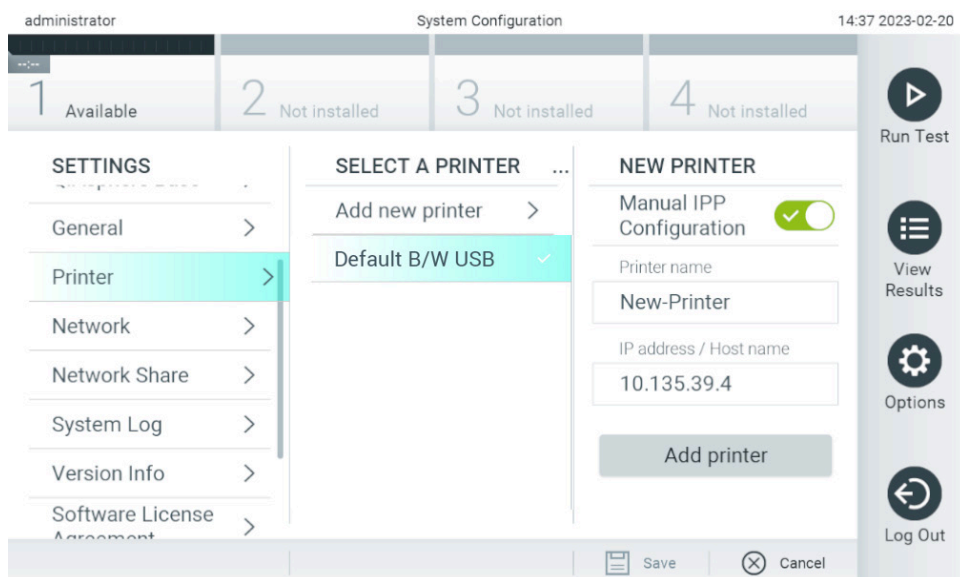 administrator
System Configuration
14:37 2023-02-20
--:--
1 Available
2 Not installed
3 Not installed
4 Not installed
Run Test
View
Results
Options
Log Out
SETTINGS
General
Printer
Network
Network Share
System Log
Version Info
Software License
Agreement
SELECT A PRINTER ...
Add new printer
Default B/W USB
NEW PRINTER
Manual IPP
Configuration
Printer name
New-Printer
IP address / Host name
10.135.39.4
Add printer
Save
Cancel